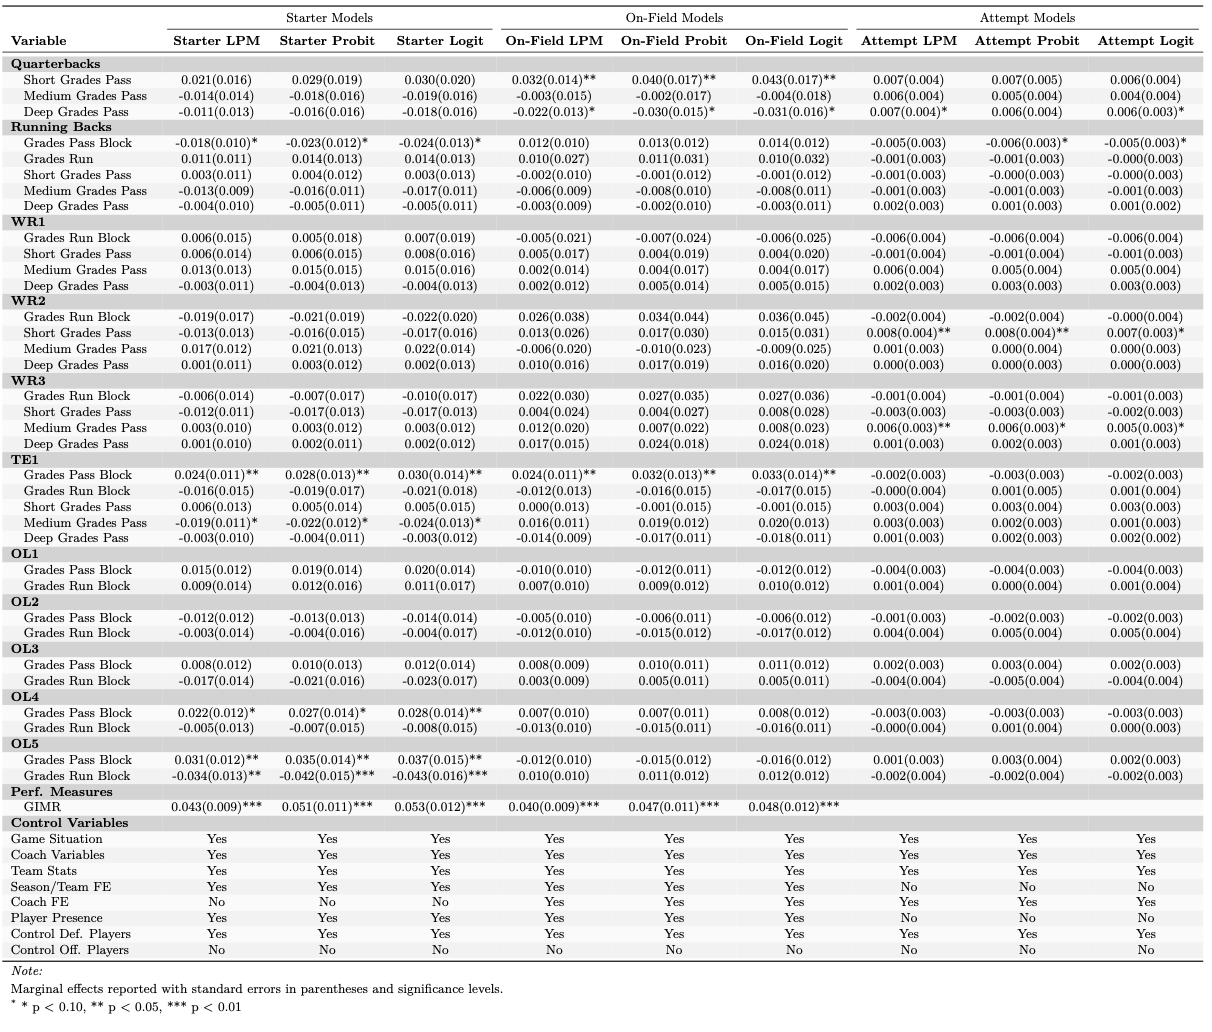 Starter Models On-Field Models Attempt Models
Variable Starter LPM Starter Probit Starter Logit On-Field LPM On-Field Probit On-Field Logit Attempt LPM Attempt Probit Attempt Logit
Quarterbacks
Short Grades Pass 0.021(0.016) 0.029(0.019) 0.030(0.020) 0.032(0.014)** 0.040(0.017)** 0.043(0.017)** 0.007(0.004) 0.007(0.005) 0.006(0.004)
Medium Grades Pass -0.014(0.014) -0.018(0.016) -0.019(0.016) -0.003(0.015) -0.002(0.017) -0.004(0.018) 0.006(0.004) 0.005(0.004) 0.004(0.004)
Deep Grades Pass -0.011(0.013) -0.016(0.016) -0.018(0.016) -0.022(0.013)* -0.030(0.015)* -0.031(0.016)* 0.007(0.004)* 0.006(0.004) 0.006(0.003)*
Running Backs
Grades Pass Block -0.018(0.010)* -0.023(0.012)* -0.024(0.013)* 0.012(0.010) 0.013(0.012) 0.014(0.012) -0.005(0.003) -0.006(0.003)* -0.005(0.003)*
Grades Run 0.011(0.011) 0.014(0.013) 0.014(0.013) 0.010(0.027) 0.011(0.031) 0.010(0.032) -0.001(0.003) -0.001(0.003) -0.000(0.003)
Short Grades Pass 0.003(0.011) 0.004(0.012) 0.003(0.013) -0.002(0.010) -0.001(0.012) -0.001(0.012) -0.001(0.003) -0.000(0.003) -0.000(0.003)
Medium Grades Pass -0.013(0.009) -0.016(0.011) -0.017(0.011) -0.006(0.009) -0.008(0.010) -0.008(0.011) -0.001(0.003) -0.001(0.003) -0.001(0.003)
Deep Grades Pass -0.004(0.010) -0.005(0.011) -0.005(0.011) -0.003(0.009) -0.002(0.010) -0.003(0.011) 0.002(0.003) 0.001(0.003) 0.001(0.002)
WR1
Grades Run Block 0.006(0.015) 0.005(0.018) 0.007(0.019) -0.005(0.021) -0.007(0.024) -0.006(0.025) -0.006(0.004) -0.006(0.004) -0.006(0.004)
Short Grades Pass 0.006(0.014) 0.006(0.015) 0.008(0.016) 0.005(0.017) 0.004(0.019) 0.004(0.020) -0.001(0.004) -0.001(0.004) -0.001(0.003)
Medium Grades Pass 0.013(0.013) 0.015(0.015) 0.015(0.016) 0.002(0.014) 0.004(0.017) 0.004(0.017) 0.006(0.004) 0.005(0.004) 0.005(0.004)
Deep Grades Pass -0.003(0.011) -0.004(0.013) -0.004(0.013) 0.002(0.012) 0.005(0.014) 0.005(0.015) 0.002(0.003) 0.003(0.003) 0.003(0.003)
WR2
Grades Run Block -0.019(0.017) -0.021(0.019) -0.022(0.020) 0.026(0.038) 0.034(0.044) 0.036(0.045) -0.002(0.004) -0.002(0.004) -0.000(0.004)
Short Grades Pass -0.013(0.013) -0.016(0.015) -0.017(0.016) 0.013(0.026) 0.017(0.030) 0.015(0.031) 0.008(0.004)** 0.008(0.004)** 0.007(0.003)*
Medium Grades Pass 0.017(0.012) 0.021(0.013) 0.022(0.014) -0.006(0.020) -0.010(0.023) -0.009(0.025) 0.001(0.003) 0.000(0.004) 0.000(0.003)
Deep Grades Pass 0.001(0.011) 0.003(0.012) 0.002(0.013) 0.010(0.016) 0.017(0.019) 0.016(0.020) 0.000(0.003) 0.000(0.003) 0.000(0.003)
WR3
Grades Run Block -0.006(0.014) -0.007(0.017) -0.010(0.017) 0.022(0.030) 0.027(0.035) 0.027(0.036) -0.001(0.004) -0.001(0.004) -0.001(0.003)
Short Grades Pass -0.012(0.011) -0.017(0.013) -0.017(0.013) 0.004(0.024) 0.004(0.027) 0.008(0.028) -0.003(0.003) -0.003(0.003) -0.002(0.003)
Medium Grades Pass 0.003(0.010) 0.003(0.012) 0.003(0.012) 0.012(0.020) 0.007(0.022) 0.008(0.023) 0.006(0.003)** 0.006(0.003)* 0.005(0.003)*
Deep Grades Pass 0.001(0.010) 0.002(0.011) 0.002(0.012) 0.017(0.015) 0.024(0.018) 0.024(0.018) 0.001(0.003) 0.002(0.003) 0.001(0.003)
TE1
Grades Pass Block 0.024(0.011)** 0.028(0.013)** 0.030(0.014)** 0.024(0.011)** 0.032(0.013)** 0.033(0.014)** -0.002(0.003) -0.003(0.003) -0.002(0.003)
Grades Run Block -0.016(0.015) -0.019(0.017) -0.021(0.018) -0.012(0.013) -0.016(0.015) -0.017(0.015) -0.000(0.004) 0.001(0.005) 0.001(0.004)
Short Grades Pass 0.006(0.013) 0.005(0.014) 0.005(0.015) 0.000(0.013) -0.001(0.015) -0.001(0.015) 0.003(0.004) 0.003(0.004) 0.003(0.003)
Medium Grades Pass -0.019(0.011)* -0.022(0.012)* -0.024(0.013)* 0.016(0.011) 0.019(0.012) 0.020(0.013) 0.003(0.003) 0.002(0.003) 0.001(0.003)
Deep Grades Pass -0.003(0.010) -0.004(0.011) -0.003(0.012) -0.014(0.009) -0.017(0.011) -0.018(0.011) 0.001(0.003) 0.002(0.003) 0.002(0.002)
OL1
Grades Pass Block 0.015(0.012) 0.019(0.014) 0.020(0.014) -0.010(0.010) -0.012(0.011) -0.012(0.012) -0.004(0.003) -0.004(0.003) -0.004(0.003)
Grades Run Block 0.009(0.014) 0.012(0.016) 0.011(0.017) 0.007(0.010) 0.009(0.012) 0.010(0.012) 0.001(0.004) 0.000(0.004) 0.001(0.004)
OL2
Grades Pass Block -0.012(0.012) -0.013(0.013) -0.014(0.014) -0.005(0.010) -0.006(0.011) -0.006(0.012) -0.001(0.003) -0.002(0.003) -0.002(0.003)
Grades Run Block -0.003(0.014) -0.004(0.016) -0.004(0.017) -0.012(0.010) -0.015(0.012) -0.017(0.012) 0.004(0.004) 0.005(0.004) 0.005(0.004)
OL3
Grades Pass Block 0.008(0.012) 0.010(0.013) 0.012(0.014) 0.008(0.009) 0.010(0.011) 0.011(0.012) 0.002(0.003) 0.003(0.004) 0.002(0.003)
Grades Run Block -0.017(0.014) -0.021(0.016) -0.023(0.017) 0.003(0.009) 0.005(0.011) 0.005(0.011) -0.004(0.004) -0.005(0.004) -0.004(0.004)
OL4
Grades Pass Block 0.022(0.012)* 0.027(0.014)* 0.028(0.014)** 0.007(0.010) 0.007(0.011) 0.008(0.012) -0.003(0.003) -0.003(0.003) -0.003(0.003)
Grades Run Block -0.005(0.013) -0.007(0.015) -0.008(0.015) -0.013(0.010) -0.015(0.011) -0.016(0.011) -0.000(0.004) 0.001(0.004) 0.000(0.003)
OL5
Grades Pass Block 0.031(0.012)** 0.035(0.014)** 0.037(0.015)** -0.012(0.010) -0.015(0.012) -0.016(0.012) 0.001(0.003) 0.003(0.004) 0.002(0.003)
Grades Run Block -0.034(0.013)** -0.042(0.015)*** -0.043(0.016)*** 0.010(0.010) 0.011(0.012) 0.012(0.012) -0.002(0.004) -0.002(0.004) -0.002(0.003)
Perf. Measures
GIMR 0.043(0.009)*** 0.051(0.011)*** 0.053(0.012)*** 0.040(0.009)*** 0.047(0.011)*** 0.048(0.012)***
Control Variables
Game Situation Yes Yes Yes Yes Yes Yes Yes Yes Yes
Coach Variables Yes Yes Yes Yes Yes Yes Yes Yes Yes
Team Stats Yes Yes Yes Yes Yes Yes Yes Yes Yes
Season/Team FE Yes Yes Yes Yes Yes Yes No No No
Coach FE No No No Yes Yes Yes Yes Yes Yes
Player Presence Yes Yes Yes Yes Yes Yes No No No
Control Def. Players Yes Yes Yes Yes Yes Yes Yes Yes Yes
Control Off. Players No No No No No No No No No
Note:
Marginal effects reported with standard errors in parentheses and significance levels.
* * p < 0.10, ** p < 0.05, *** p < 0.01